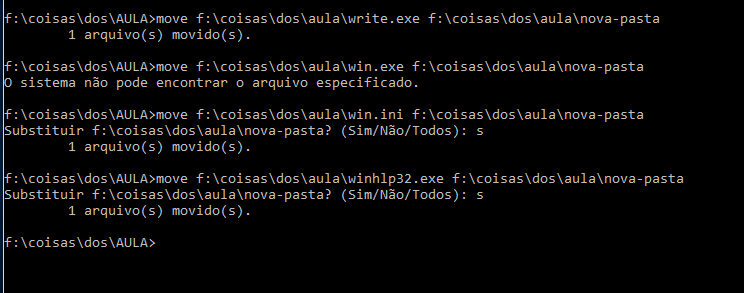 f:\coisas\dos\AULA>move f:\coisas\dos\aula\write.exe f:\coisas\dos\aula\nova-pasta
        1 arquivo(s) movido(s).
f:\coisas\dos\AULA>move f:\coisas\dos\aula\win.exe f:\coisas\dos\aula\nova-pasta
O sistema não pode encontrar o arquivo especificado.
f:\coisas\dos\AULA>move f:\coisas\dos\aula\win.ini f:\coisas\dos\aula\nova-pasta
Substituir f:\coisas\dos\aula\nova-pasta? (Sim/Não/Todos): s
        1 arquivo(s) movido(s).
f:\coisas\dos\AULA>move f:\coisas\dos\aula\winhlp32.exe f:\coisas\dos\aula\nova-pasta
Substituir f:\coisas\dos\aula\nova-pasta? (Sim/Não/Todos): s
        1 arquivo(s) movido(s).
f:\coisas\dos\AULA>